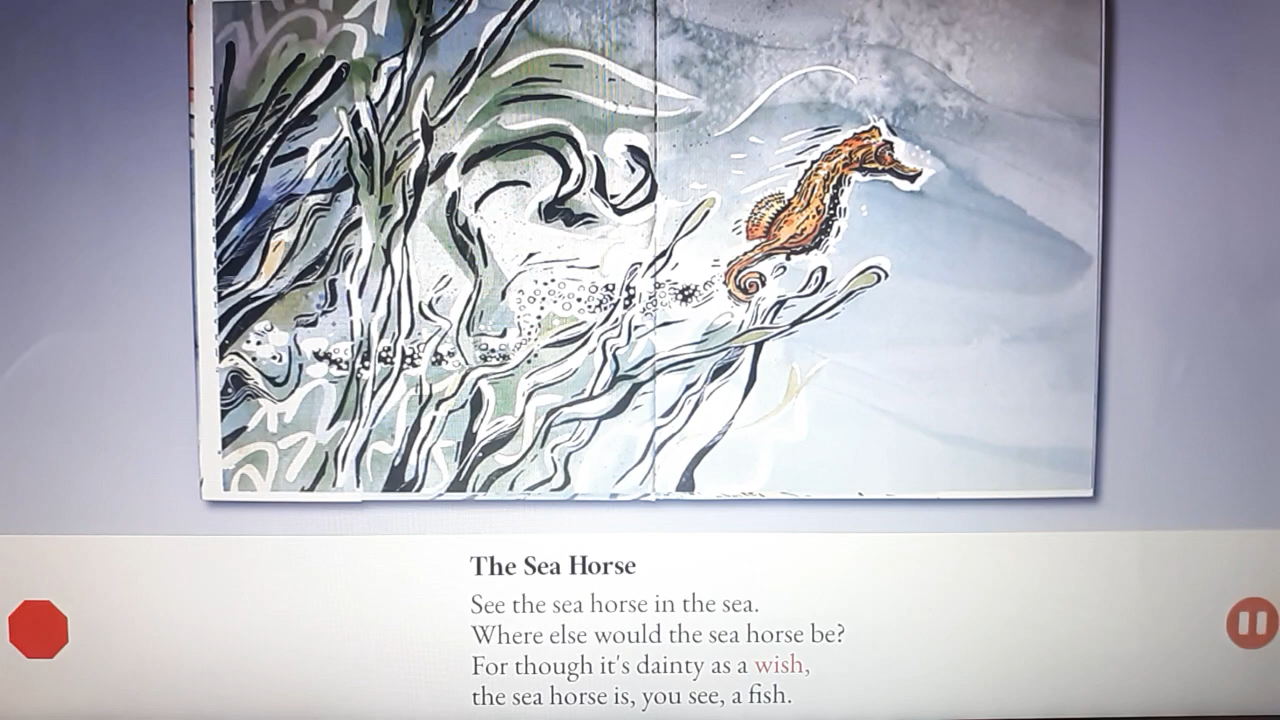 The Sea Horse
See the sea horse in the sea.
Where else would the sea horse be?
For though it's dainty as a wish,
the sea horse is, you see, a fish.